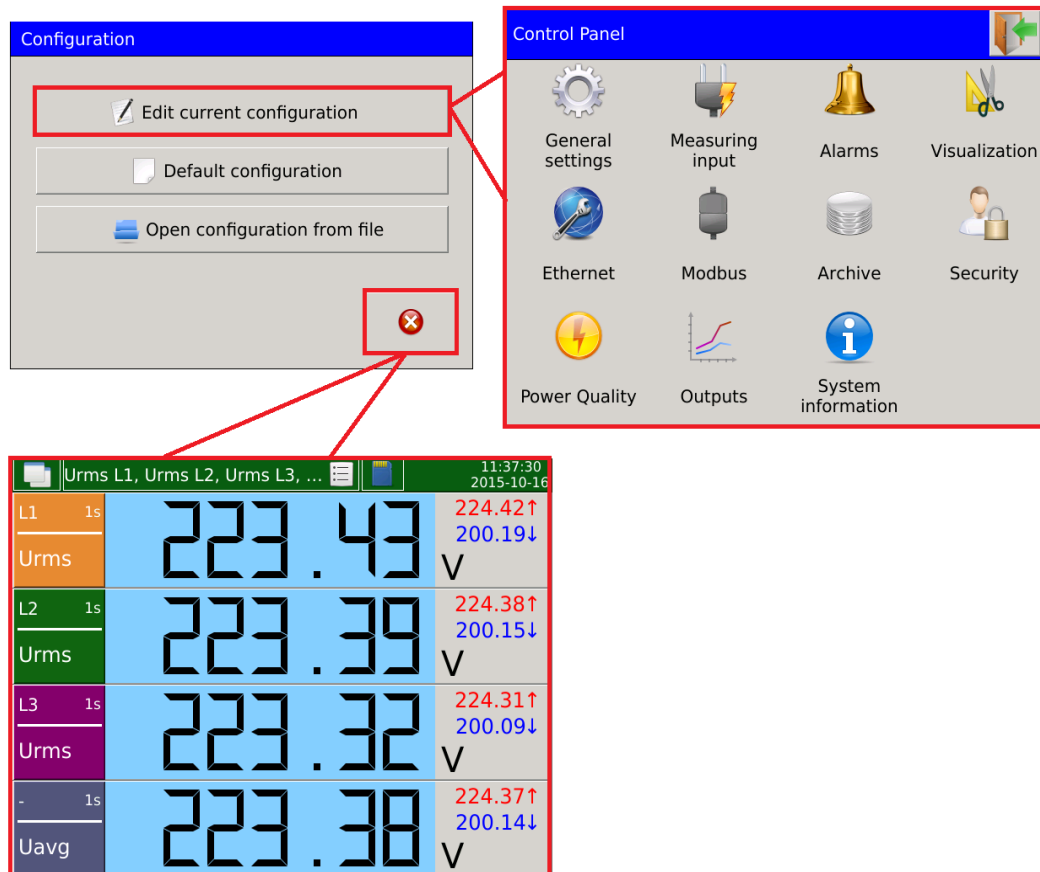 Configuration
Edit current configuration
Default configuration
Open configuration from file
Control Panel
General settings
Measuring input
Alarms
Visualization
Ethernet
Modbus
Archive
Security
Power Quality
Outputs
System information
Urms L1, Urms L2, Urms L3, ...
11:37:30
2015-10-16
L1 1s
Urms
223.43
224.42↑
200.19↓
V
L2 1s
Urms
223.39
224.38↑
200.15↓
V
L3 1s
Urms
223.32
224.31↑
200.09↓
V
- 1s
Uavg
223.38
224.37↑
200.14↓
V